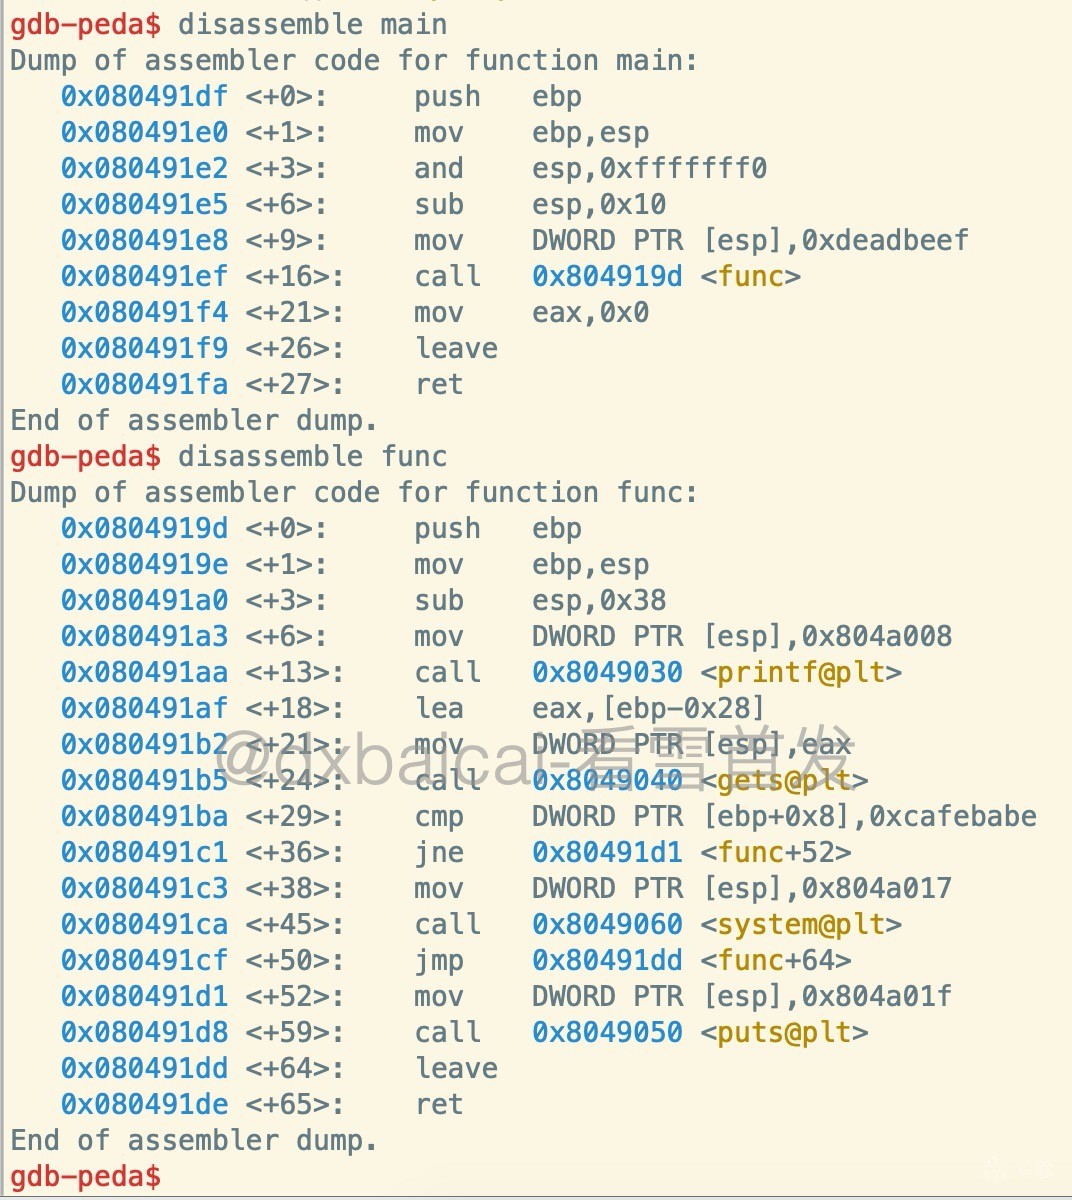 gdb-peda$ disassemble main
Dump of assembler code for function main:
   0x080491df <+0>:     push   ebp
   0x080491e0 <+1>:     mov    ebp,esp
   0x080491e2 <+3>:     and    esp,0xfffffff0
   0x080491e5 <+6>:     sub    esp,0x10
   0x080491e8 <+9>:     mov    DWORD PTR [esp],0xdeadbeef
   0x080491ef <+16>:    call   0x804919d <func>
   0x080491f4 <+21>:    mov    eax,0x0
   0x080491f9 <+26>:    leave
   0x080491fa <+27>:    ret
End of assembler dump.
gdb-peda$ disassemble func
Dump of assembler code for function func:
   0x0804919d <+0>:     push   ebp
   0x0804919e <+1>:     mov    ebp,esp
   0x080491a0 <+3>:     sub    esp,0x38
   0x080491a3 <+6>:     mov    DWORD PTR [esp],0x804a008
   0x080491aa <+13>:    call   0x8049030 <printf@plt>
   0x080491af <+18>:    lea    eax,[ebp-0x28]
   0x080491b2 <+21>:    mov    DWORD PTR [esp],eax
@dxbaicai-看雪首发
   0x080491b5 <+24>:    call   0x8049040 <gets@plt>
   0x080491ba <+29>:    cmp    DWORD PTR [ebp+0x8],0xcafebabe
   0x080491c1 <+36>:    jne    0x80491d1 <func+52>
   0x080491c3 <+38>:    mov    DWORD PTR [esp],0x804a017
   0x080491ca <+45>:    call   0x8049060 <system@plt>
   0x080491cf <+50>:    jmp    0x80491dd <func+64>
   0x080491d1 <+52>:    mov    DWORD PTR [esp],0x804a01f
   0x080491d8 <+59>:    call   0x8049050 <puts@plt>
   0x080491dd <+64>:    leave
   0x080491de <+65>:    ret
End of assembler dump.
gdb-peda$